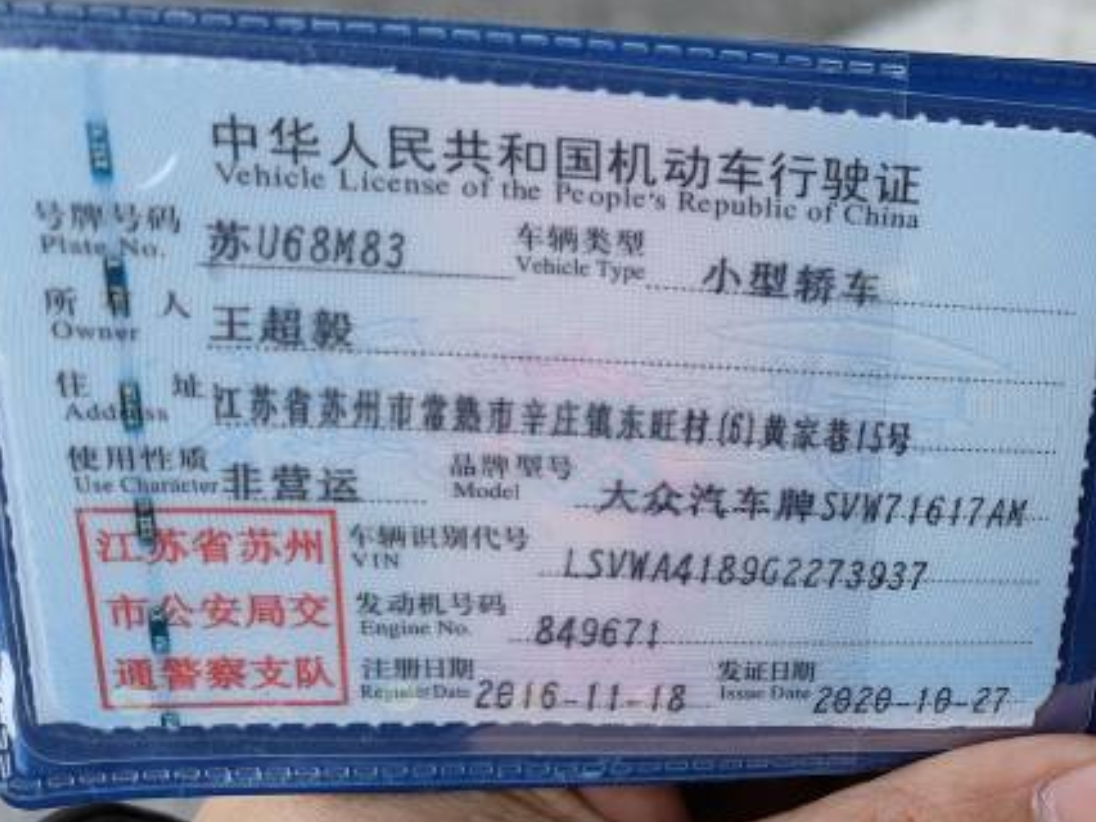 中华人民共和国机动车行驶证
Vehicle License of the People's Republic of China
号牌号码 苏U68M83 车辆类型 小型轿车
Plate No. Vehicle Type
所有人 王超毅
Owner
住址 江苏省苏州市常熟市辛庄镇东旺村(6)黄家巷15号
Address
使用性质 非营运 品牌型号 大众汽车牌SVW71617AM
Use Character Model
江苏省苏州 车辆识别代号 LSVWA4189G2273937
VIN
市公安局交 发动机号码 849671
Engine No.
通警察支队 注册日期 2016-11-18 发证日期 2020-10-27
Register Date Issue Date